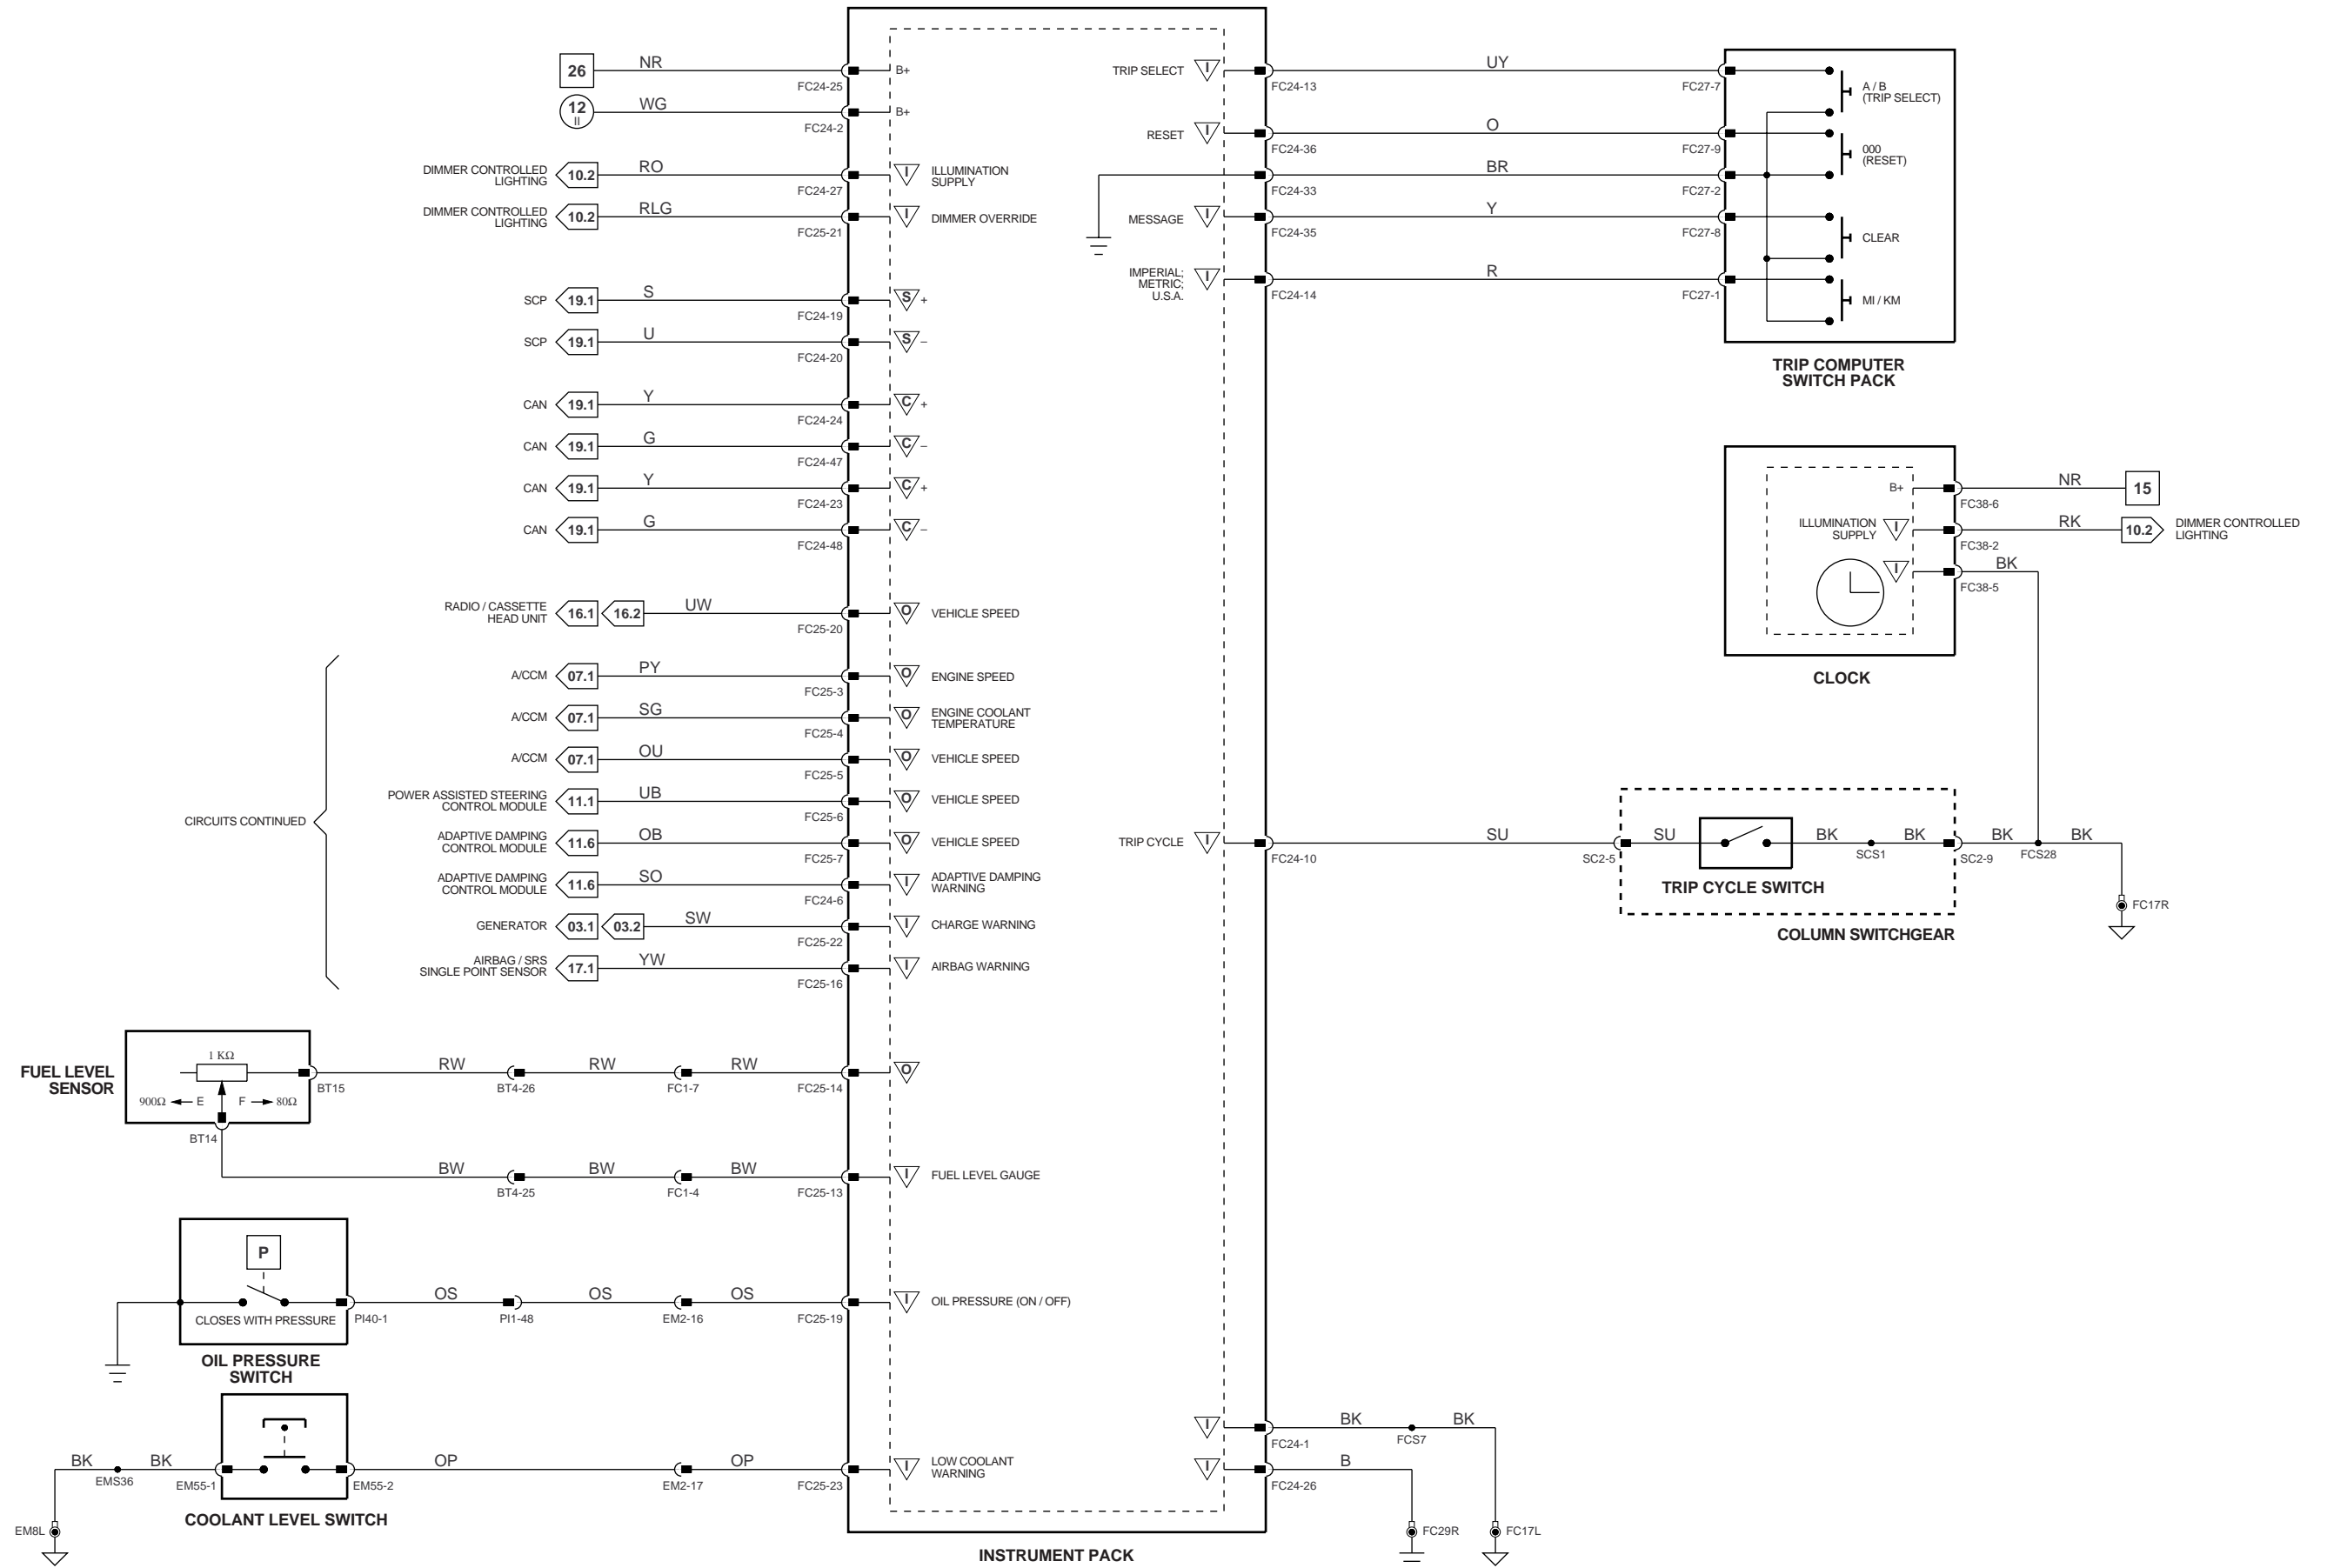 26
NR
FC24-25
B+
12
II
WG
FC24-2
B+
DIMMER CONTROLLED
LIGHTING
10.2
RO
FC24-27
I
ILLUMINATION
SUPPLY
DIMMER CONTROLLED
LIGHTING
10.2
RLG
FC25-21
I
DIMMER OVERRIDE
SCP
19.1
S
FC24-19
S
+
SCP
19.1
U
FC24-20
S
–
CAN
19.1
Y
FC24-24
C
+
CAN
19.1
G
FC24-47
C
–
CAN
19.1
Y
FC24-23
C
+
CAN
19.1
G
FC24-48
C
–
RADIO / CASSETTE
HEAD UNIT
16.1
16.2
UW
FC25-20
O
VEHICLE SPEED
CIRCUITS CONTINUED
A/CCM
07.1
PY
FC25-3
O
ENGINE SPEED
A/CCM
07.1
SG
FC25-4
O
ENGINE COOLANT
TEMPERATURE
A/CCM
07.1
OU
FC25-5
O
VEHICLE SPEED
POWER ASSISTED STEERING
CONTROL MODULE
11.1
UB
FC25-6
O
VEHICLE SPEED
ADAPTIVE DAMPING
CONTROL MODULE
11.6
OB
FC25-7
O
VEHICLE SPEED
ADAPTIVE DAMPING
CONTROL MODULE
11.6
SO
FC24-6
I
ADAPTIVE DAMPING
WARNING
GENERATOR
03.1
03.2
SW
FC25-22
I
CHARGE WARNING
AIRBAG / SRS
SINGLE POINT SENSOR
17.1
YW
FC25-16
I
AIRBAG WARNING
FUEL LEVEL
SENSOR
1 KΩ
900Ω
E
F
80Ω
BT15
BT14
RW
BT4-26
RW
FC1-7
RW
FC25-14
O
BW
BT4-25
BW
FC1-4
BW
FC25-13
I
FUEL LEVEL GAUGE
P
CLOSES WITH PRESSURE
OIL PRESSURE
SWITCH
PI40-1
OS
PI1-48
OS
EM2-16
OS
FC25-19
I
OIL PRESSURE (ON / OFF)
BK
EMS36
BK
EM55-1
EM55-2
EM8L
COOLANT LEVEL SWITCH
OP
EM2-17
OP
FC25-23
I
LOW COOLANT
WARNING
TRIP SELECT
I
FC24-13
UY
FC27-7
A / B
(TRIP SELECT)
RESET
I
FC24-36
O
FC27-9
000
(RESET)
FC24-33
BR
FC27-2
MESSAGE
I
FC24-35
Y
FC27-8
CLEAR
IMPERIAL;
METRIC;
U.S.A.
I
FC24-14
R
FC27-1
MI / KM
TRIP COMPUTER
SWITCH PACK
B+
FC38-6
NR
15
ILLUMINATION
SUPPLY
I
FC38-2
RK
10.2
DIMMER CONTROLLED
LIGHTING
I
FC38-5
BK
CLOCK
TRIP CYCLE
I
FC24-10
SU
SC2-5
SU
BK
SCS1
BK
SC2-9
BK
FCS28
BK
FC17R
TRIP CYCLE SWITCH
COLUMN SWITCHGEAR
I
FC24-1
BK
FCS7
BK
I
FC24-26
B
FC29R
FC17L
INSTRUMENT PACK